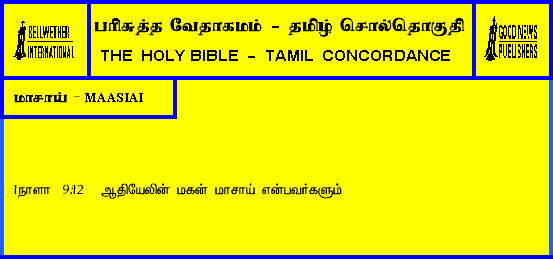 BELLWETHER
INTERNATIONAL
பரிசுத்த வேதாகமம் - தமிழ் சொல்தொகுதி
THE HOLY BIBLE - TAMIL CONCORDANCE
GOOD NEWS
PUBLISHERS
மாசாய் - MAASIAI
1நாளா 9:12 ஆதியேலின் மகன் மாசாய் என்பவர்களும்